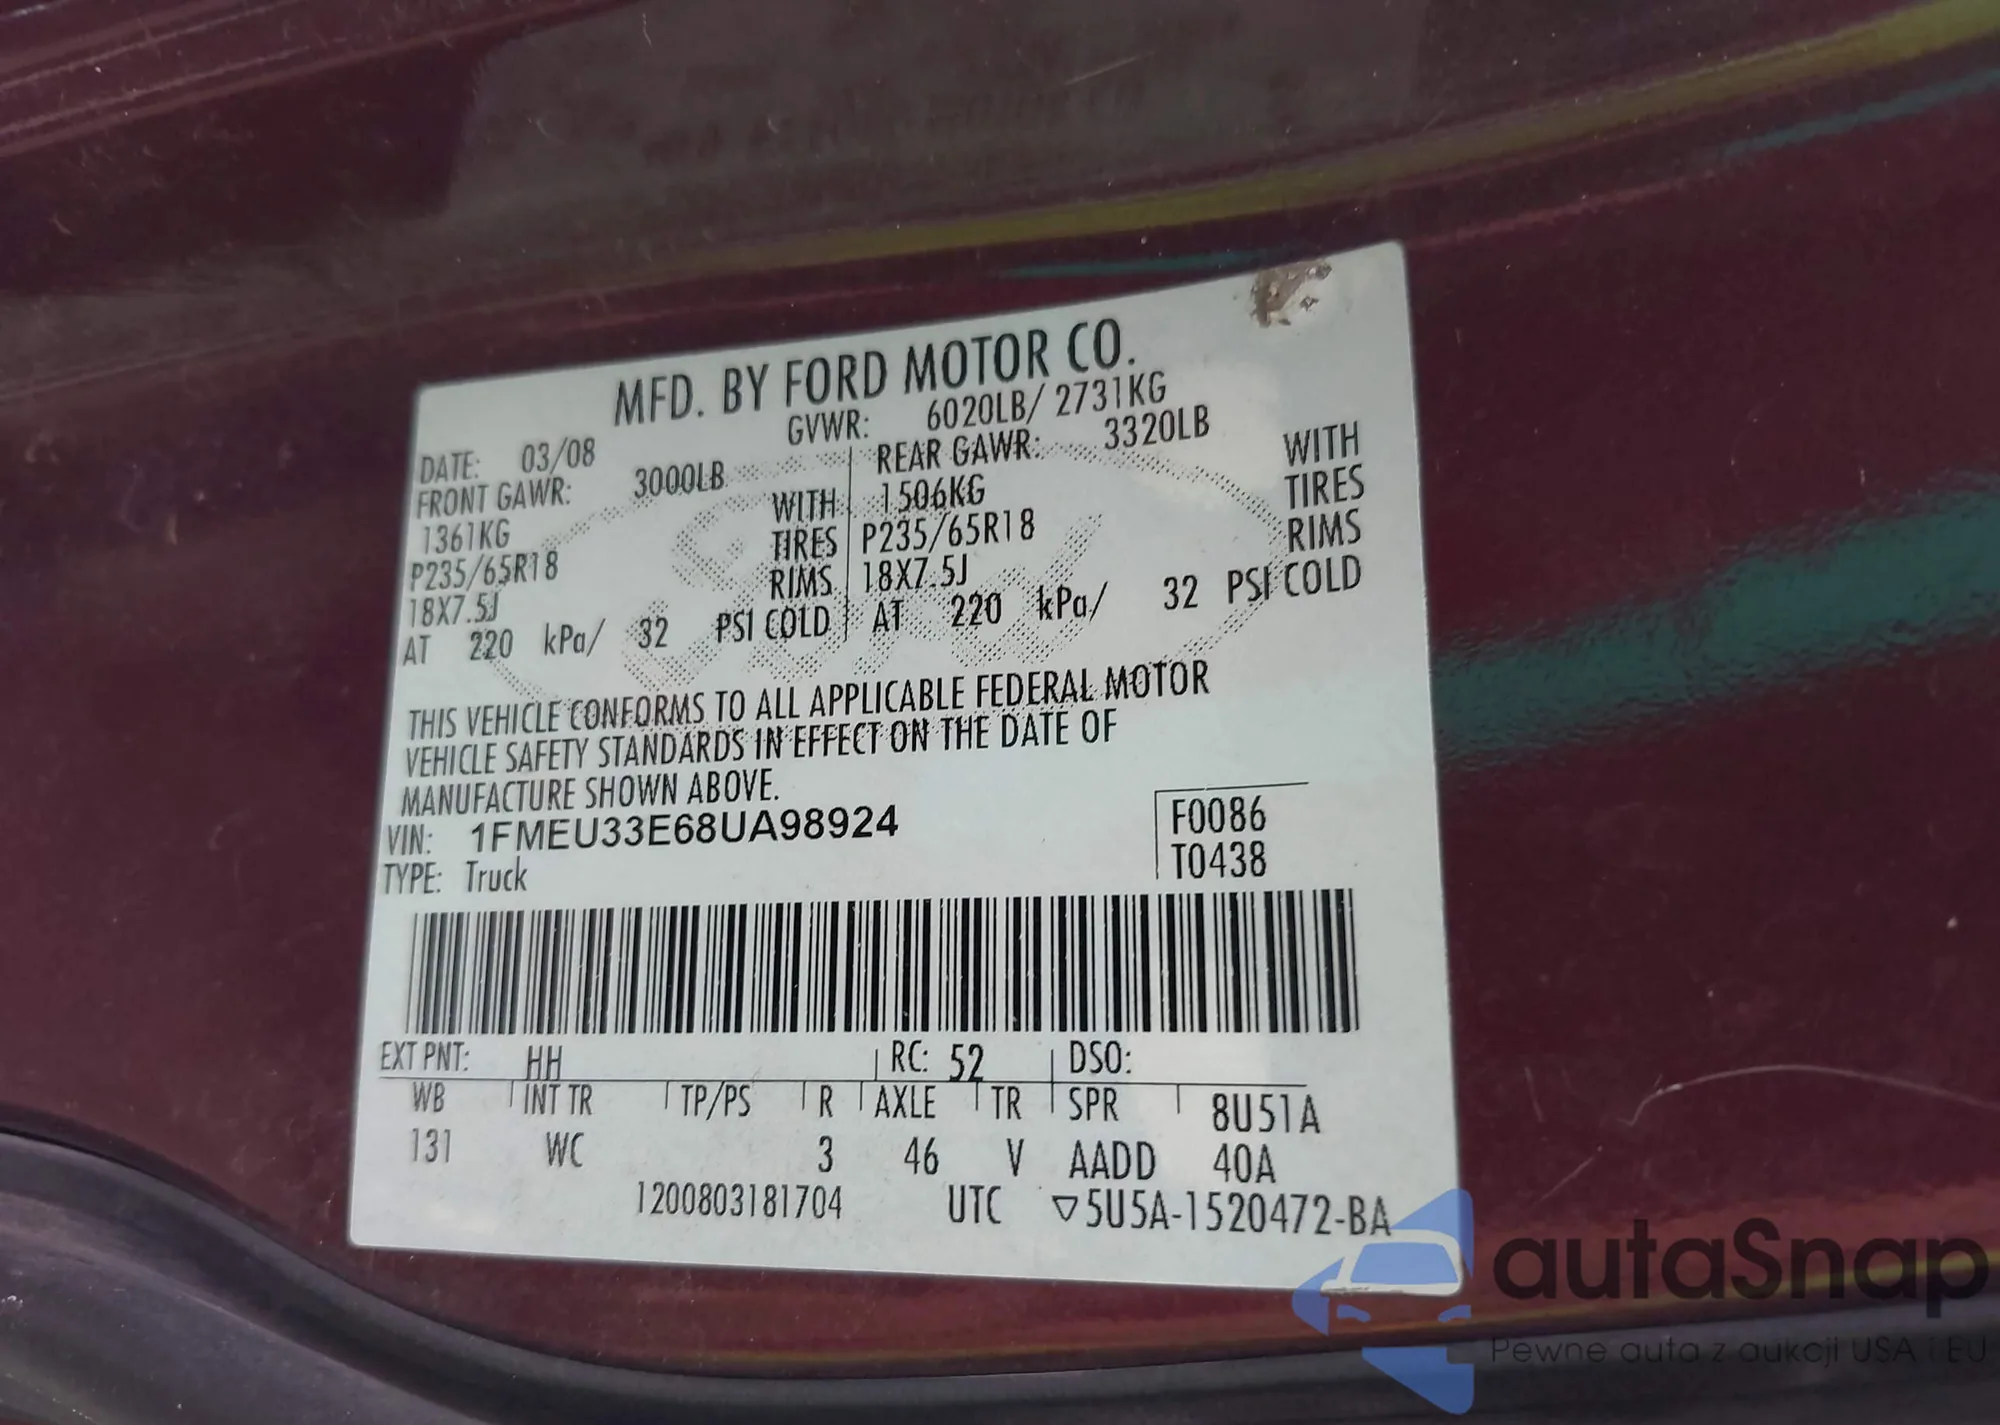 MFD. BY FORD MOTOR CO.
DATE: 03/08 GVWR: 6020LB/ 2731KG
FRONT GAWR: 3000LB REAR GAWR: 3320LB
1361KG WITH 1506KG WITH
P235/65R18 TIRES P235/65R18 TIRES
18X7.5J RIMS 18X7.5J RIMS
AT 220 kPa/ 32 PSI COLD AT 220 kPa/ 32 PSI COLD
THIS VEHICLE CONFORMS TO ALL APPLICABLE FEDERAL MOTOR
VEHICLE SAFETY STANDARDS IN EFFECT ON THE DATE OF
MANUFACTURE SHOWN ABOVE.
VIN: 1FMEU33E68UA98924 F0086
TYPE: Truck T0438
EXT PNT: HH RC: 52 DSO:
WB INT TR TP/PS R AXLE TR SPR 8U51A
131 WC 3 46 V AADD 40A
1200803181704 UTC ▽5U5A-1520472-BA
autaSnap
Pewne auta z aukcji USA i EU